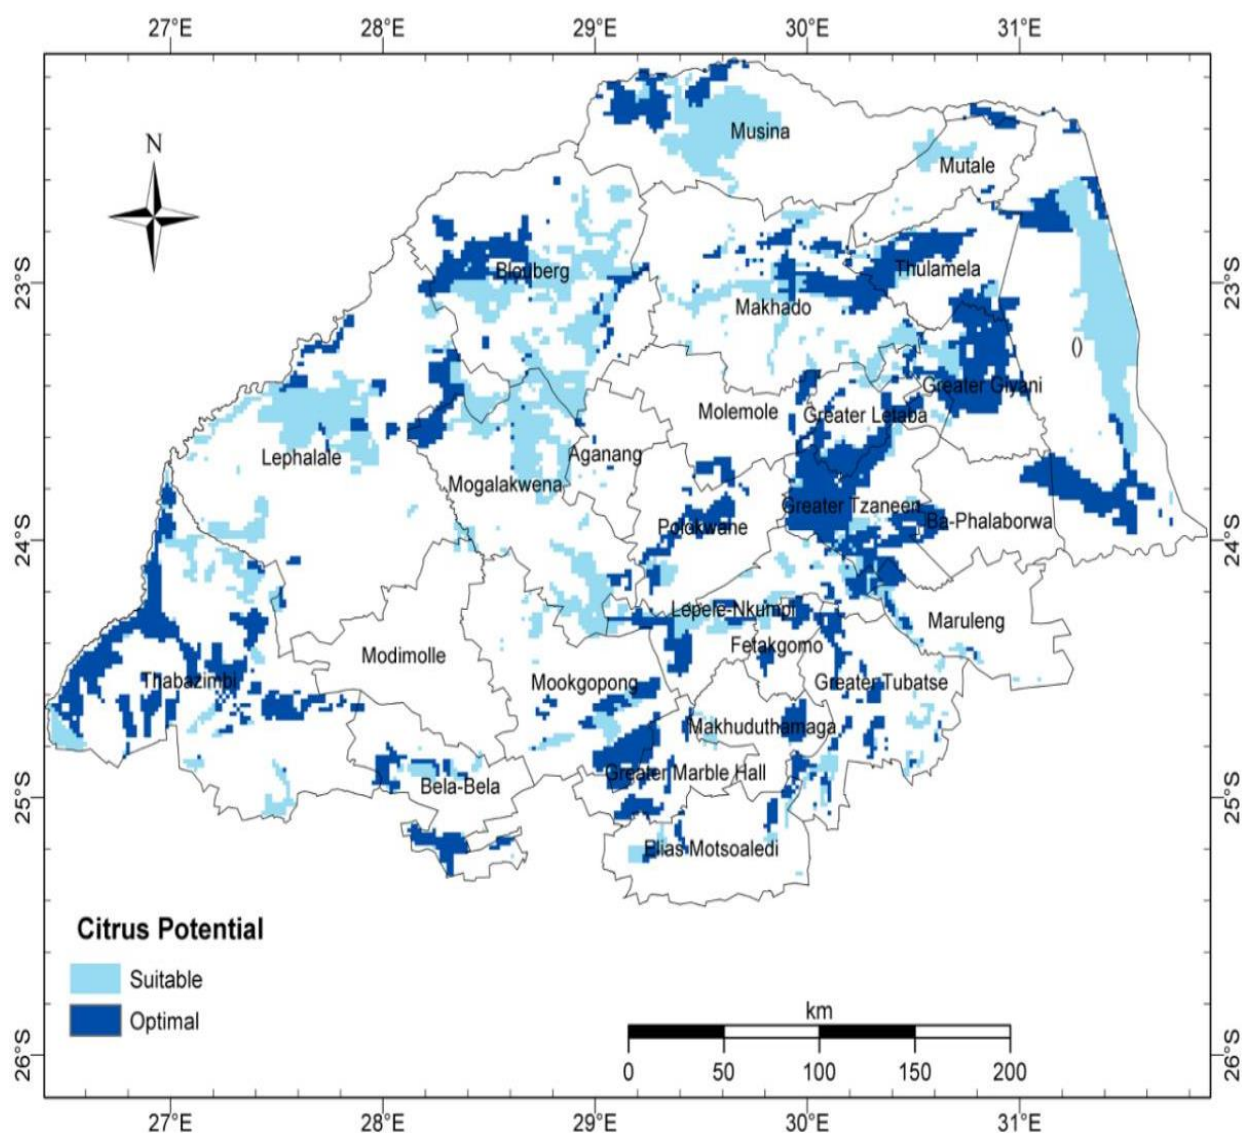 27°E 28°E 29°E 30°E 31°E
N
Musina
Mutale
23°S 23°S
Blouberg
Thulamela
Makhado
0
Greater Giyani
Molemole
Greater Letaba
Lephalale
Aganang
Mogalakwena
Greater Tzaneen
Polokwane
Ba-Phalaborwa
24°S 24°S
Lepele-Nkumpi
Maruleng
Fetakgomo
Modimolle
Thabazimbi
Mookgopong
Greater Tubatse
Makhuduthamaga
Greater Marble Hall
Bela-Bela
25°S 25°S
Elias Motsoaledi
Citrus Potential
Suitable
Optimal
km
0 50 100 150 200
26°S 26°S
27°E 28°E 29°E 30°E 31°E